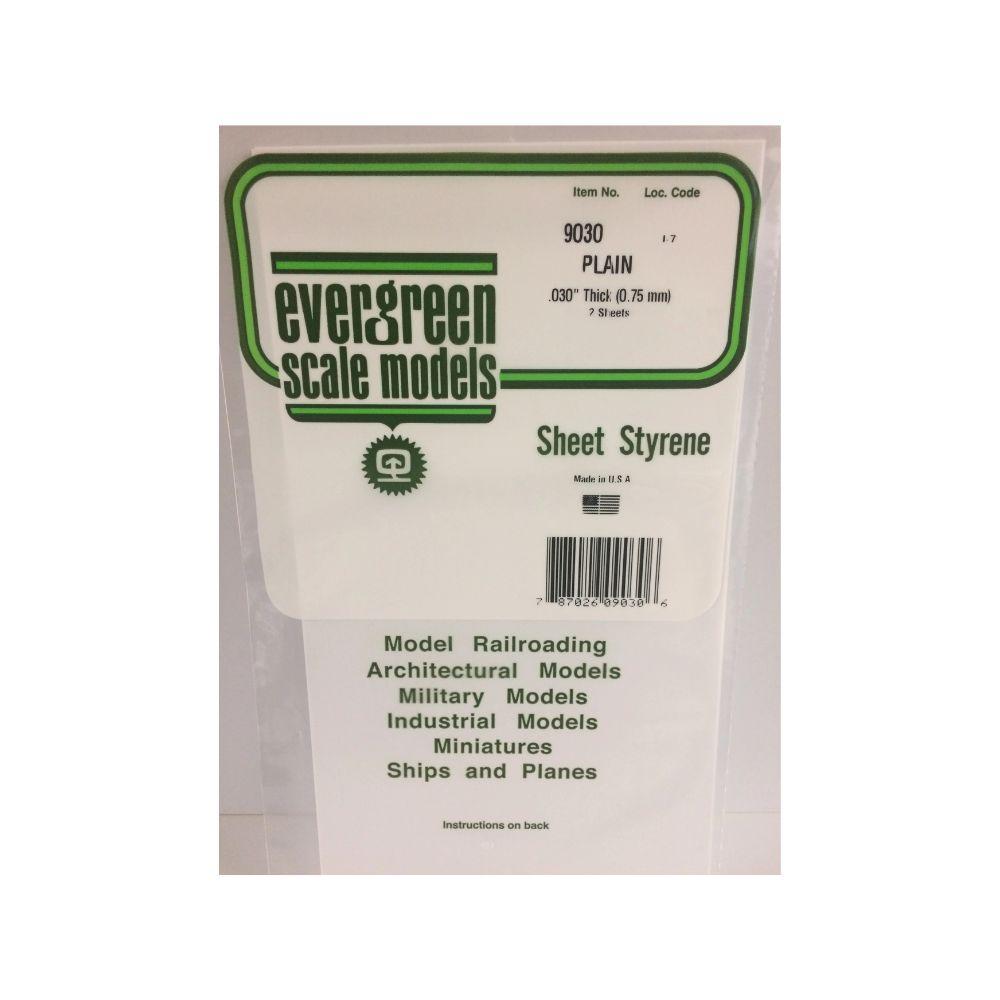 Item No. Loc. Code
9030 I-7
PLAIN
.030" Thick (0.75 mm)
2 Sheets
evergreen
scale models
Sheet Styrene
Made in U.S.A
7 87026 09030 6
Model Railroading
Architectural Models
Military Models
Industrial Models
Miniatures
Ships and Planes
Instructions on back